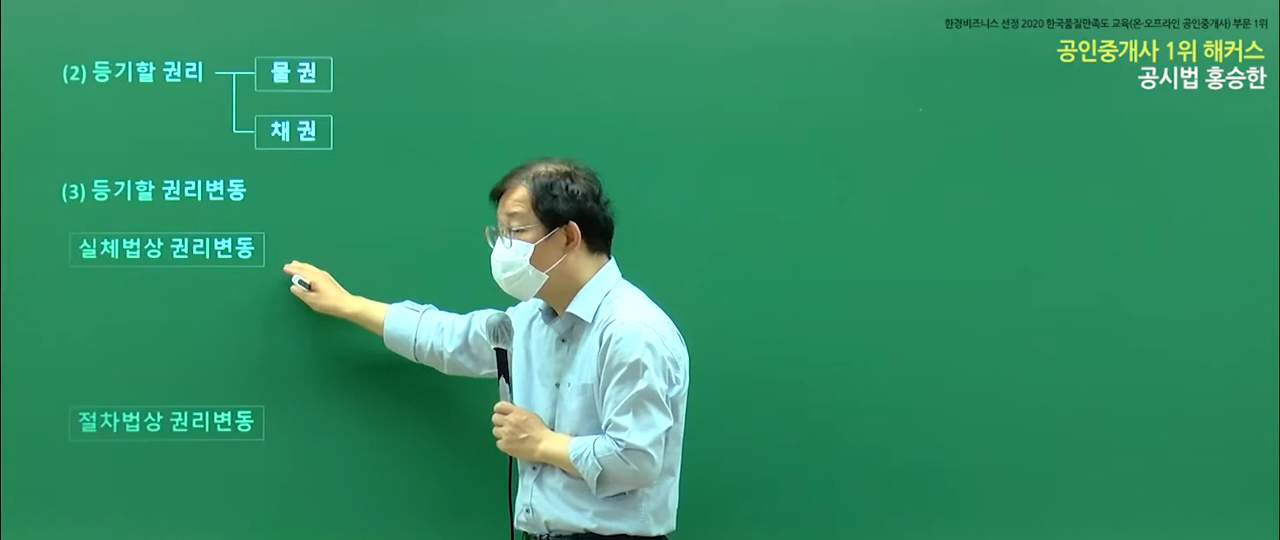 한경비즈니스 선정 2020 한국품질만족도 교육(온·오프라인 공인중개사) 부문 1위
공인중개사 1위 해커스
공시법 홍승한
(2) 등기할 권리
물 권
채 권
(3) 등기할 권리변동
실체법상 권리변동
절차법상 권리변동